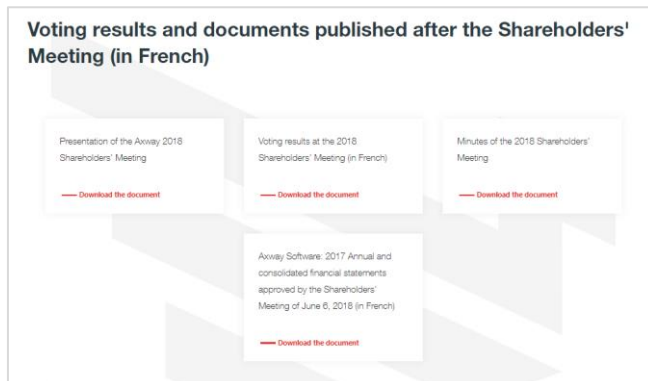 Voting results and documents published after the Shareholders'
Meeting (in French)
Presentation of the Axway 2018
Shareholders' Meeting
Download the document
Voting results at the 2018
Shareholders' Meeting (in French)
Download the document
Minutes of the 2018 Shareholders'
Meeting
Download the document
Axway Software: 2017 Annual and
consolidated financial statements
approved by the Shareholders'
Meeting of June 6, 2018 (in French)
Download the document